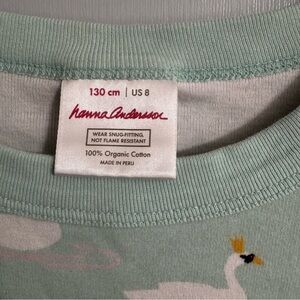 130 cm | US 8
hanna andersson
WEAR SNUG-FITTING,
NOT FLAME RESISTANT
100% Organic Cotton
MADE IN PERU